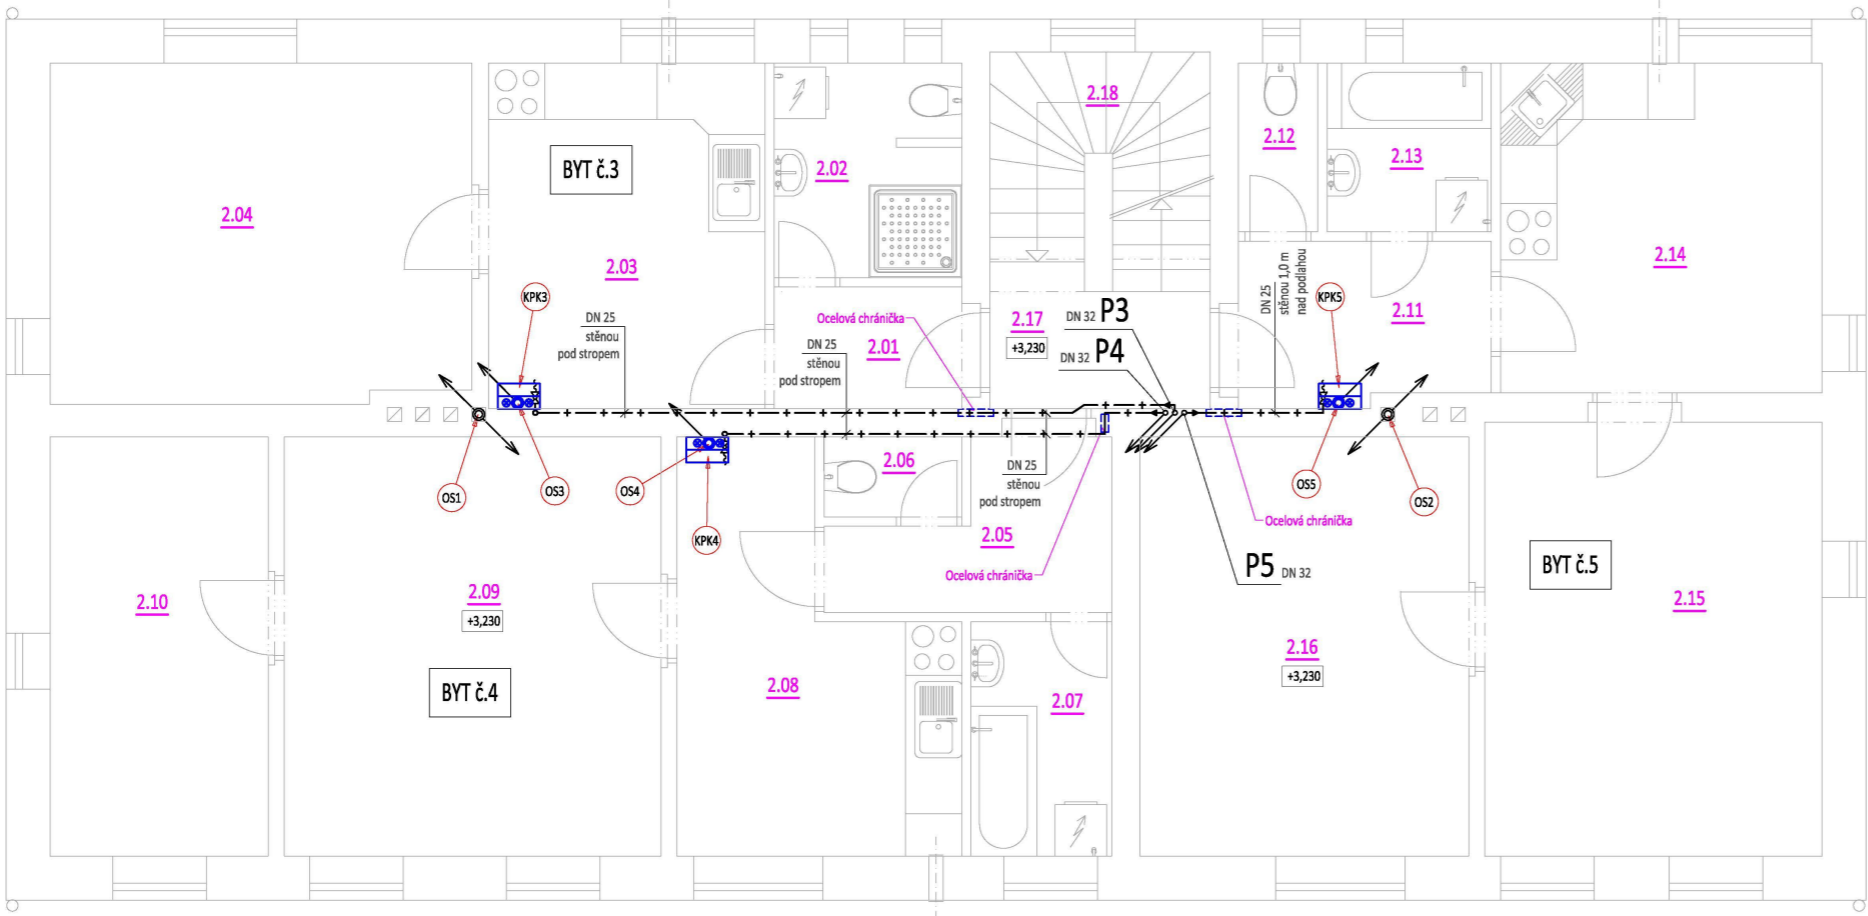 2.18
2.12
2.13
BYT č.3
2.02
2.04
2.03
2.14
DN 25
stěnou 1,0 m
nad podlahou
KPK3
KPK5
2.11
DN 25
stěnou
pod stropem
Ocelová chránička
2.01
2.17
+3,230
DN 32 P3
DN 32 P4
DN 25
stěnou
pod stropem
2.06
DN 25
stěnou
pod stropem
OS1
OS3
OS4
OS5
OS2
KPK4
2.05
Ocelová chránička
Ocelová chránička
P5 DN 32
BYT č.5
2.10
2.09
+3,230
2.15
2.16
+3,230
BYT č.4
2.08
2.07